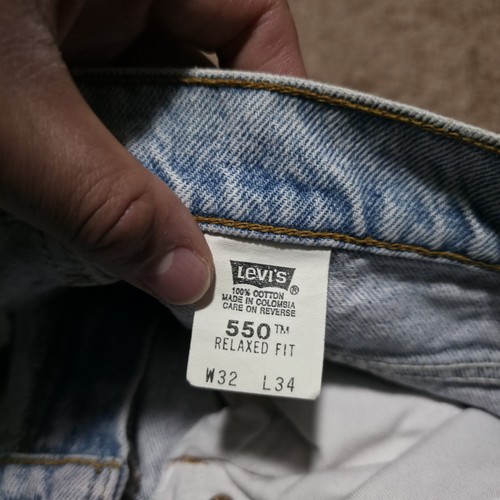 Levi's®
100% COTTON
MADE IN COLOMBIA
CARE ON REVERSE
550™
RELAXED FIT
W32 L34